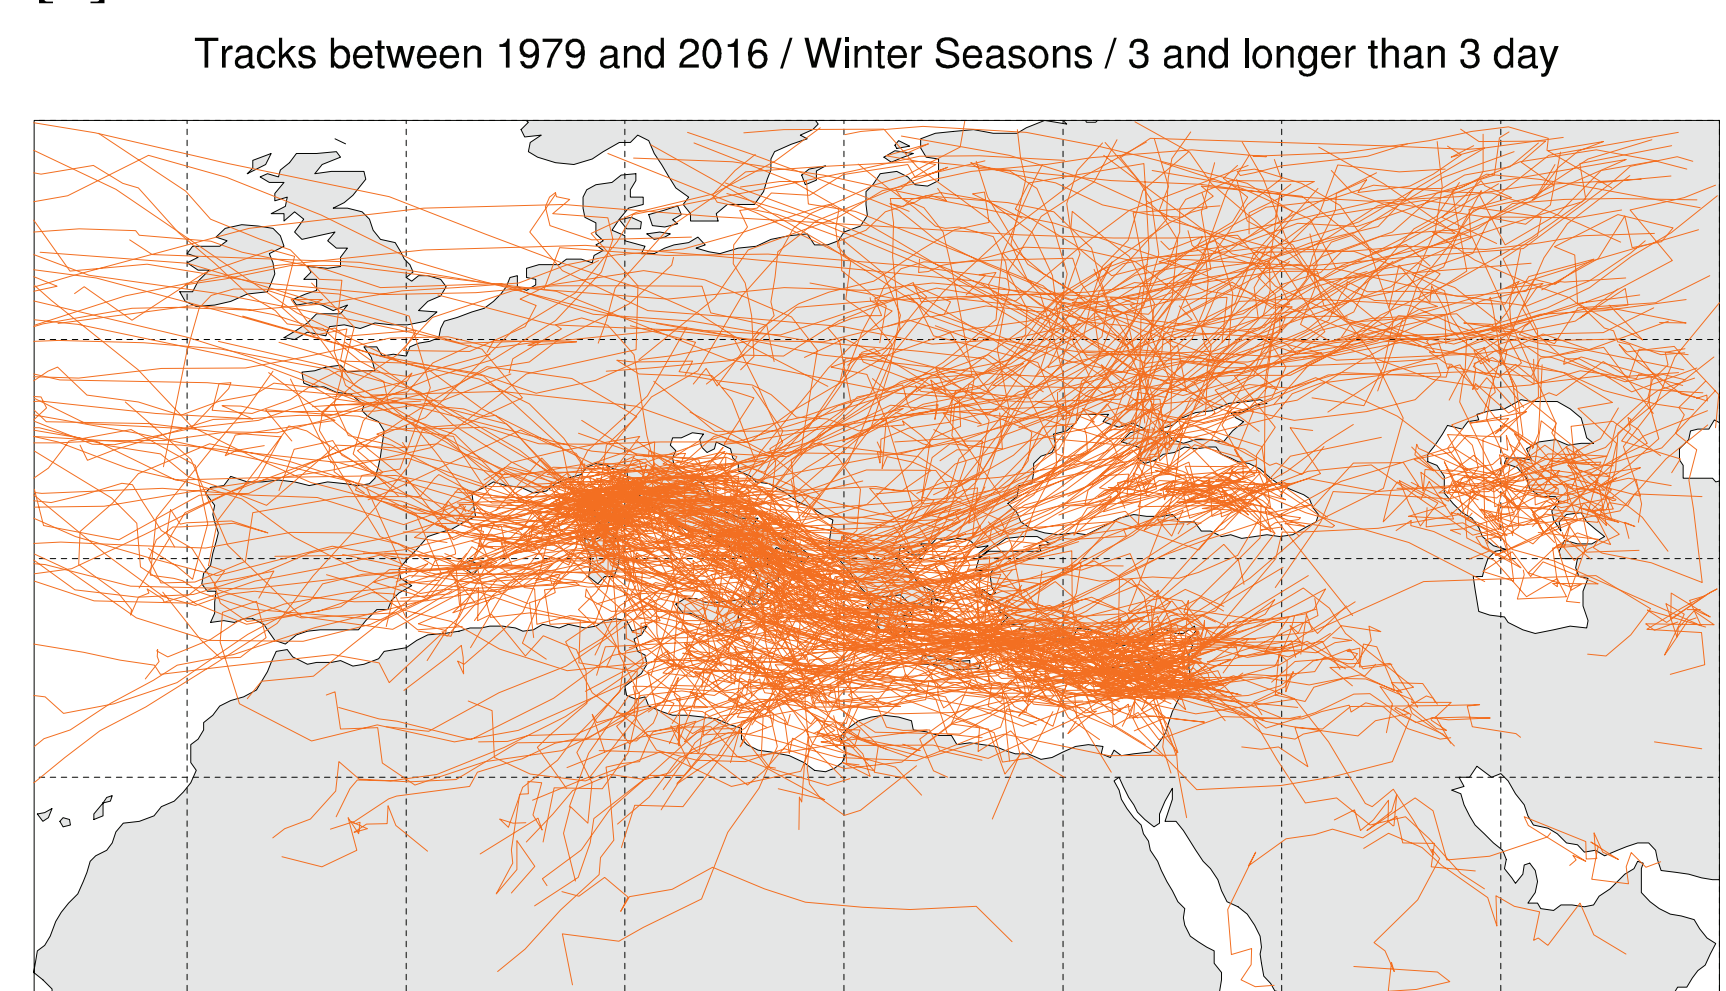 Tracks between 1979 and 2016 / Winter Seasons / 3 and longer than 3 day